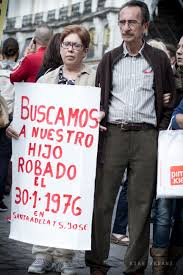 BUSCAMOS
A NUESTRO
HIJO
ROBADO
EL
30·1·1976
EN